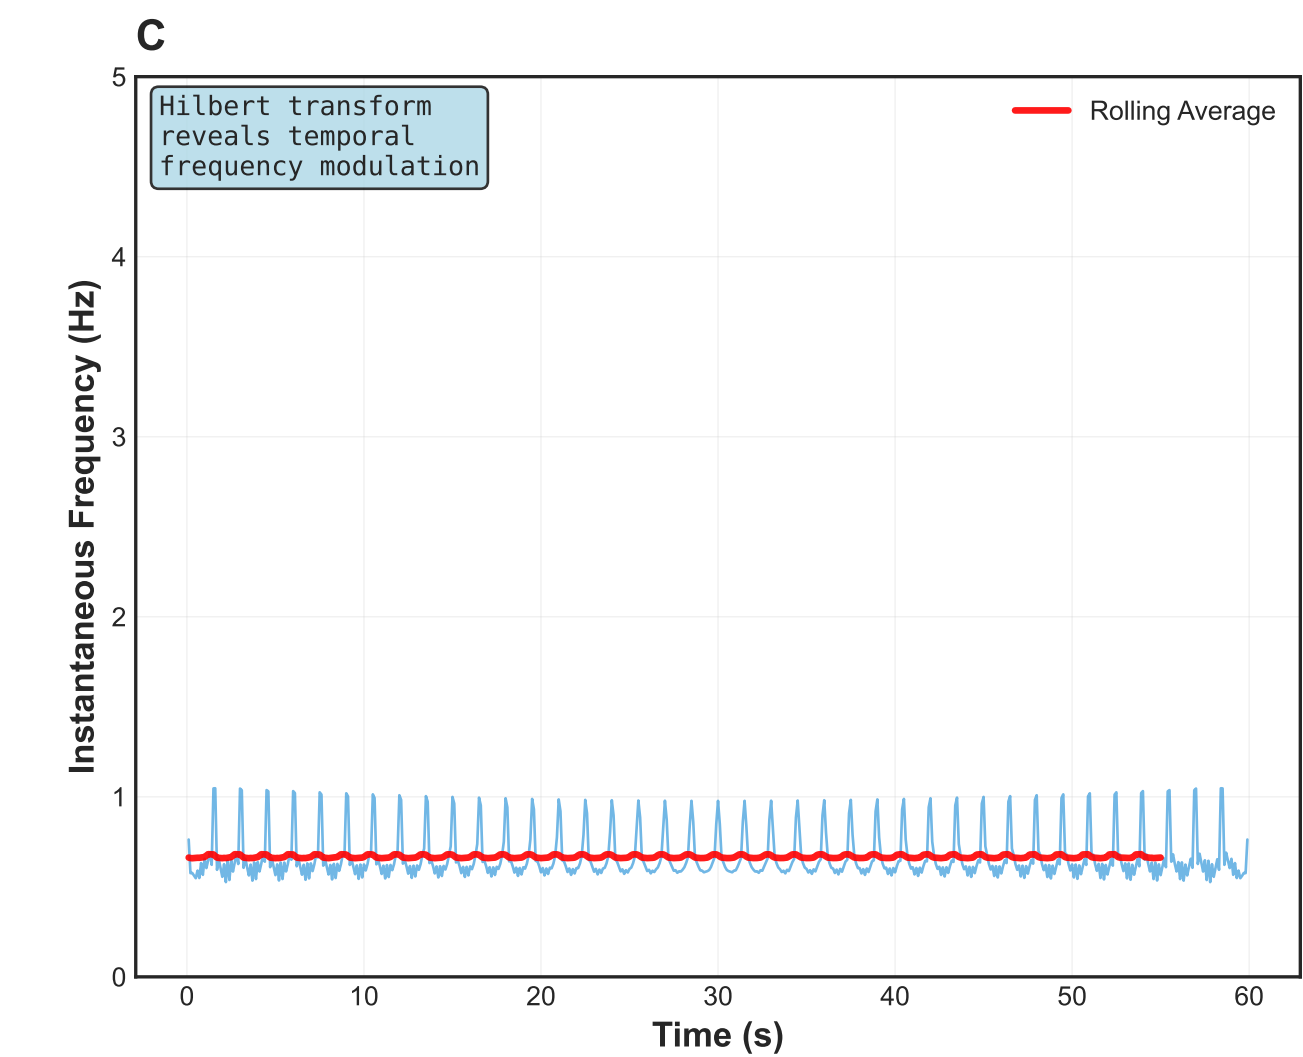 C
Hilbert transform
reveals temporal
frequency modulation
Rolling Average
Instantaneous Frequency (Hz)
5
4
3
2
1
0
0 10 20 30 40 50 60
Time (s)